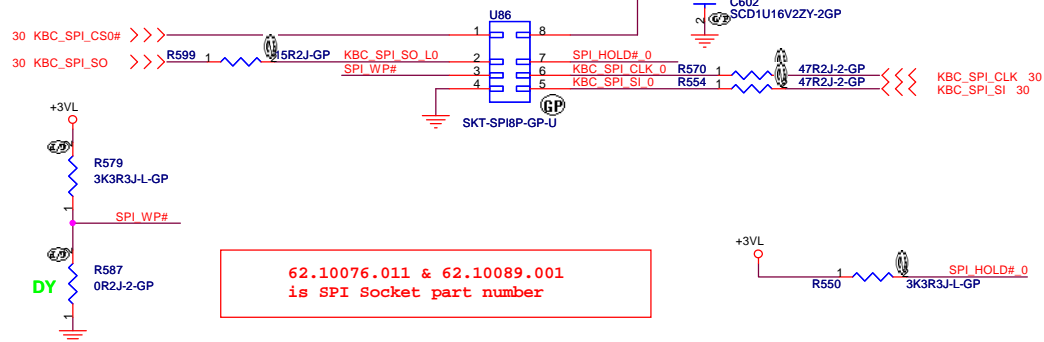 C602
SCD1U16V2ZY-2GP
2
U86
30 KBC_SPI_CS0#
1
8
30 KBC_SPI_SO
R599
1
2
15R2J-GP
KBC_SPI_SO_L0
2
7
SPI_HOLD#_0
SPI_WP#
3
6
KBC_SPI_CLK_0
R570
1
47R2J-2-GP
KBC_SPI_CLK 30
4
5
KBC_SPI_SI_0
R554
1
47R2J-2-GP
KBC_SPI_SI 30
GP
SKT-SPI8P-GP-U
+3VL
R579
3K3R3J-L-GP
1
SPI_WP#
R587
0R2J-2-GP
DY
1
62.10076.011 & 62.10089.001
is SPI Socket part number
+3VL
R550
1
3K3R3J-L-GP
SPI_HOLD#_0